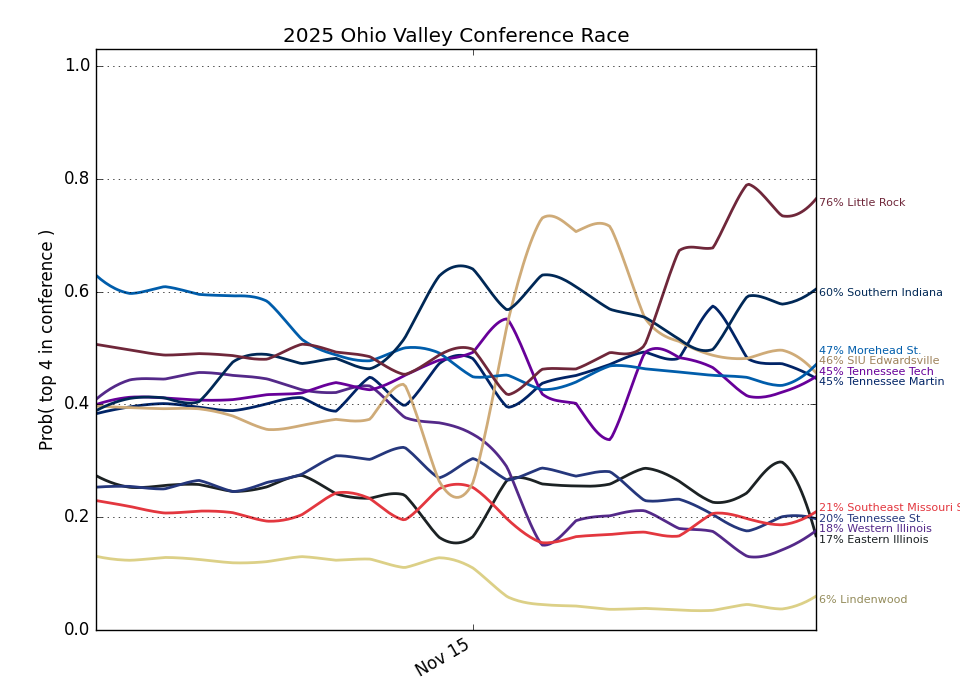 2025 Ohio Valley Conference Race
1.0
0.8
0.6
0.4
0.2
0.0
Prob( top 4 in conference )
Nov 15
76% Little Rock
60% Southern Indiana
47% Morehead St.
46% SIU Edwardsville
45% Tennessee Tech
45% Tennessee Martin
21% Southeast Missouri S
20% Tennessee St.
18% Western Illinois
17% Eastern Illinois
6% Lindenwood